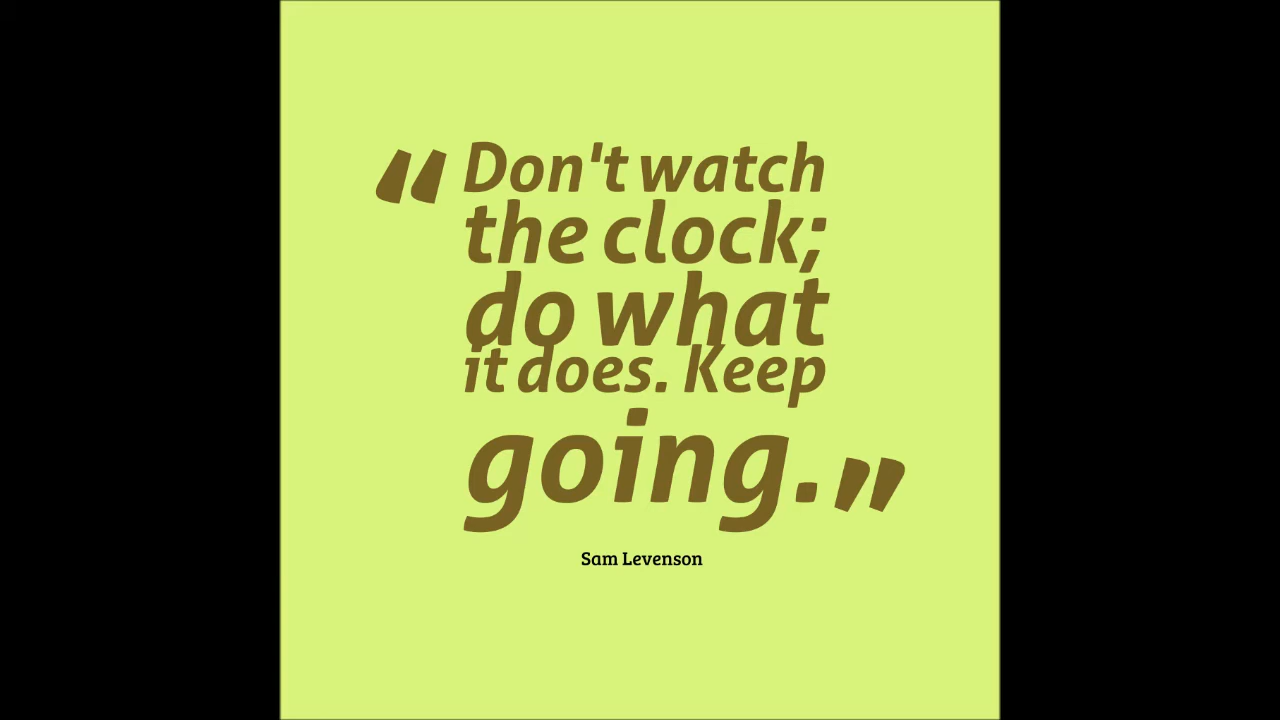 “Don't watch
the clock;
do what
it does. Keep
going.”
Sam Levenson